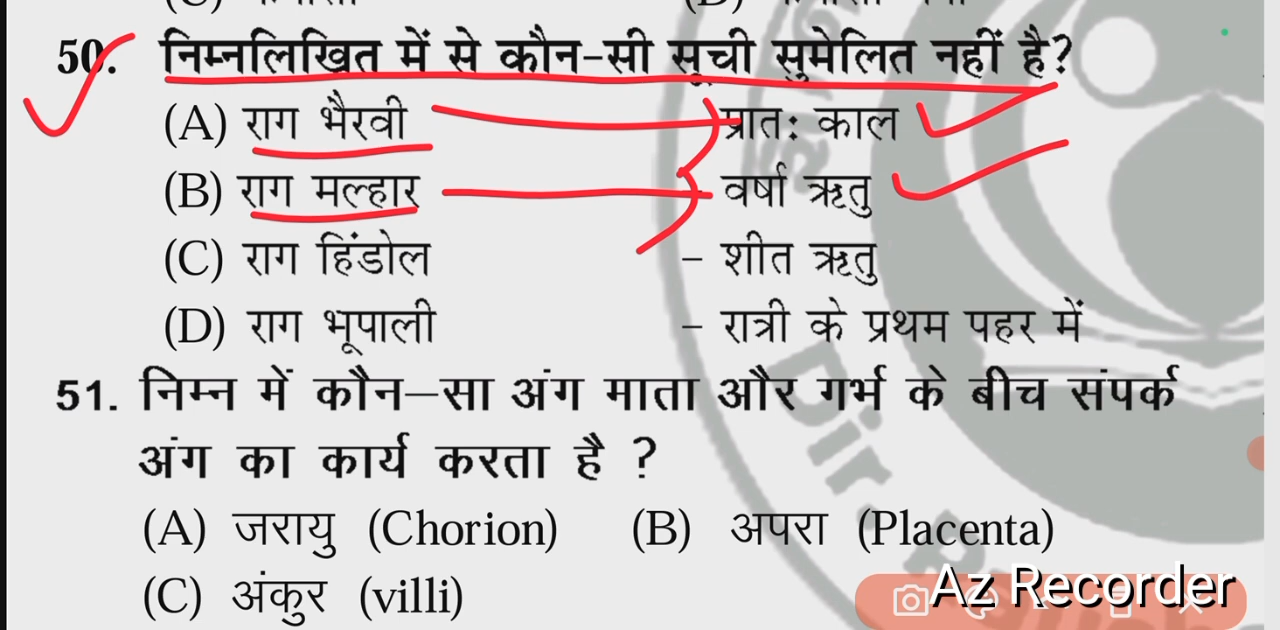 50. निम्नलिखित में से कौन-सी सूची सुमेलित नहीं है?
(A) राग भैरवी प्रातः काल
(B) राग मल्हार - वर्षा ऋतु
(C) राग हिंडोल - शीत ऋतु
(D) राग भूपाली - रात्री के प्रथम पहर में
51. निम्न में कौन-सा अंग माता और गर्भ के बीच संपर्क
अंग का कार्य करता है ?
(A) जरायु (Chorion) (B) अपरा (Placenta)
(C) अंकुर (villi)
Az Recorder